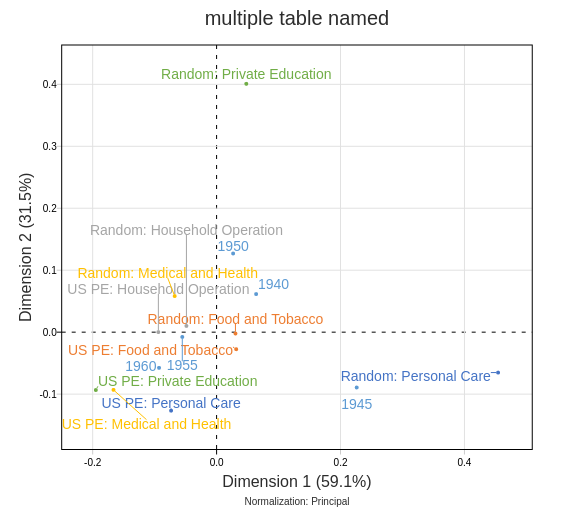 multiple table named
Dimension 2 (31.5%)
0.4
0.3
0.2
0.1
0.0
-0.1
Random: Private Education
Random: Household Operation
1950
Random: Medical and Health
US PE: Household Operation
1940
Random: Food and Tobacco
US PE: Food and Tobacco
1960
1955
US PE: Private Education
Random: Personal Care
US PE: Personal Care
1945
US PE: Medical and Health
-0.2
0.0
0.2
0.4
Dimension 1 (59.1%)
Normalization: Principal